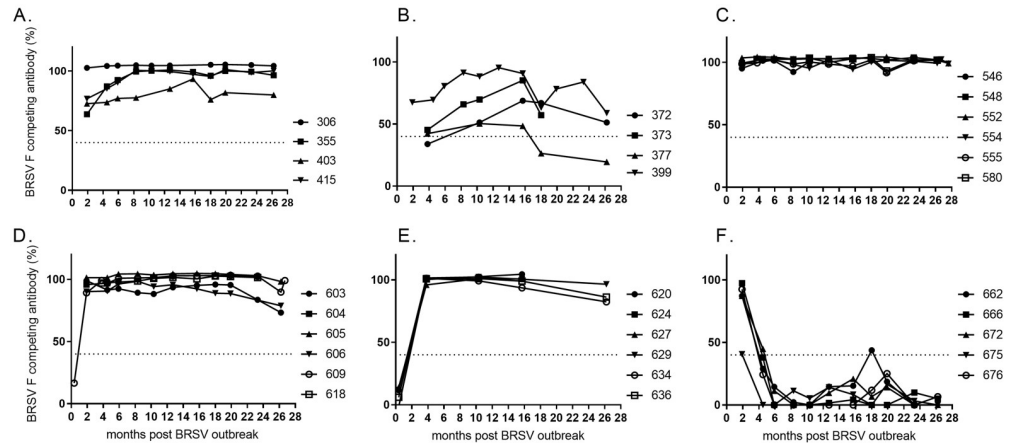 A.
BRSV F competing antibody (%)
100
50
0
0 2 4 6 8 10 12 14 16 18 20 22 24 26 28
306
355
403
415
B.
100
50
0
0 2 4 6 8 10 12 14 16 18 20 22 24 26 28
372
373
377
399
C.
100
50
0
0 2 4 6 8 10 12 14 16 18 20 22 24 26 28
546
548
552
554
555
580
D.
BRSV F competing antibody (%)
100
50
0
0 2 4 6 8 10 12 14 16 18 20 22 24 26 28
months post BRSV outbreak
603
604
605
606
609
618
E.
100
50
0
0 2 4 6 8 10 12 14 16 18 20 22 24 26 28
months post BRSV outbreak
620
624
627
629
634
636
F.
100
50
0
0 2 4 6 8 10 12 14 16 18 20 22 24 26 28
months post BRSV outbreak
662
666
672
675
676